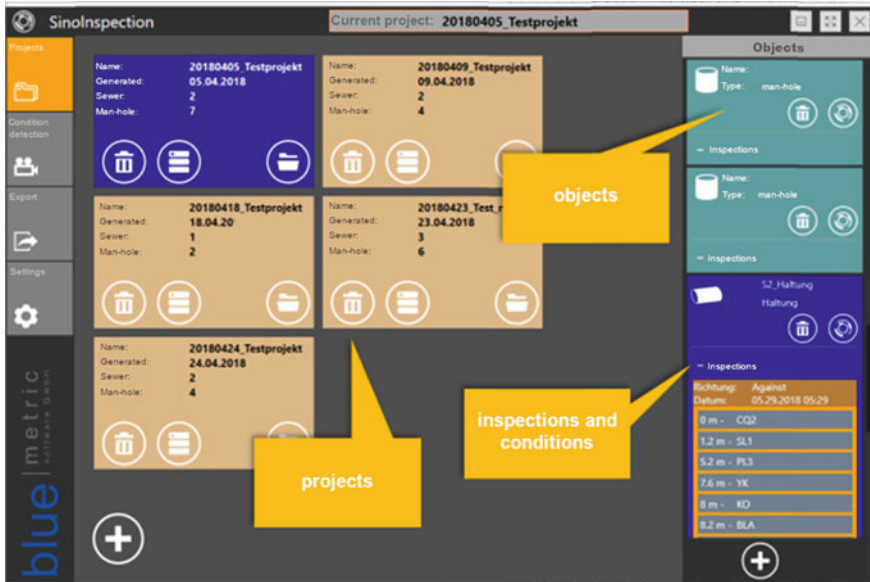 SinoInspection
Current project: 20180405_Testprojekt
Projects
Condition
detection
Export
Settings
blue|metric
software GmbH
Name: 20180405_Testprojekt
Generated: 05.04.2018
Sewer: 2
Man-hole: 7
Name: 20180409_Testprojekt
Generated: 09.04.2018
Sewer: 2
Man-hole: 4
Name: 20180418_Testprojekt
Generated: 18.04.20
Sewer: 1
Man-hole: 2
Name: 20180423_Test_
Generated: 23.04.2018
Sewer: 3
Man-hole: 6
Name: 20180424_Testprojekt
Generated: 24.04.2018
Sewer: 2
Man-hole: 4
objects
projects
inspections and
conditions
Objects
Name:
Type: man-hole
– Inspections
Name:
Type: man-hole
– Inspections
S2_Haltung
Haltung
– Inspections
Richtung: Against
Datum: 05.29.2018 05:29
0 m - CQ2
1.2 m - SL1
5.2 m - PL3
7.6 m - YK
8 m - KO
8.2 m - BLA